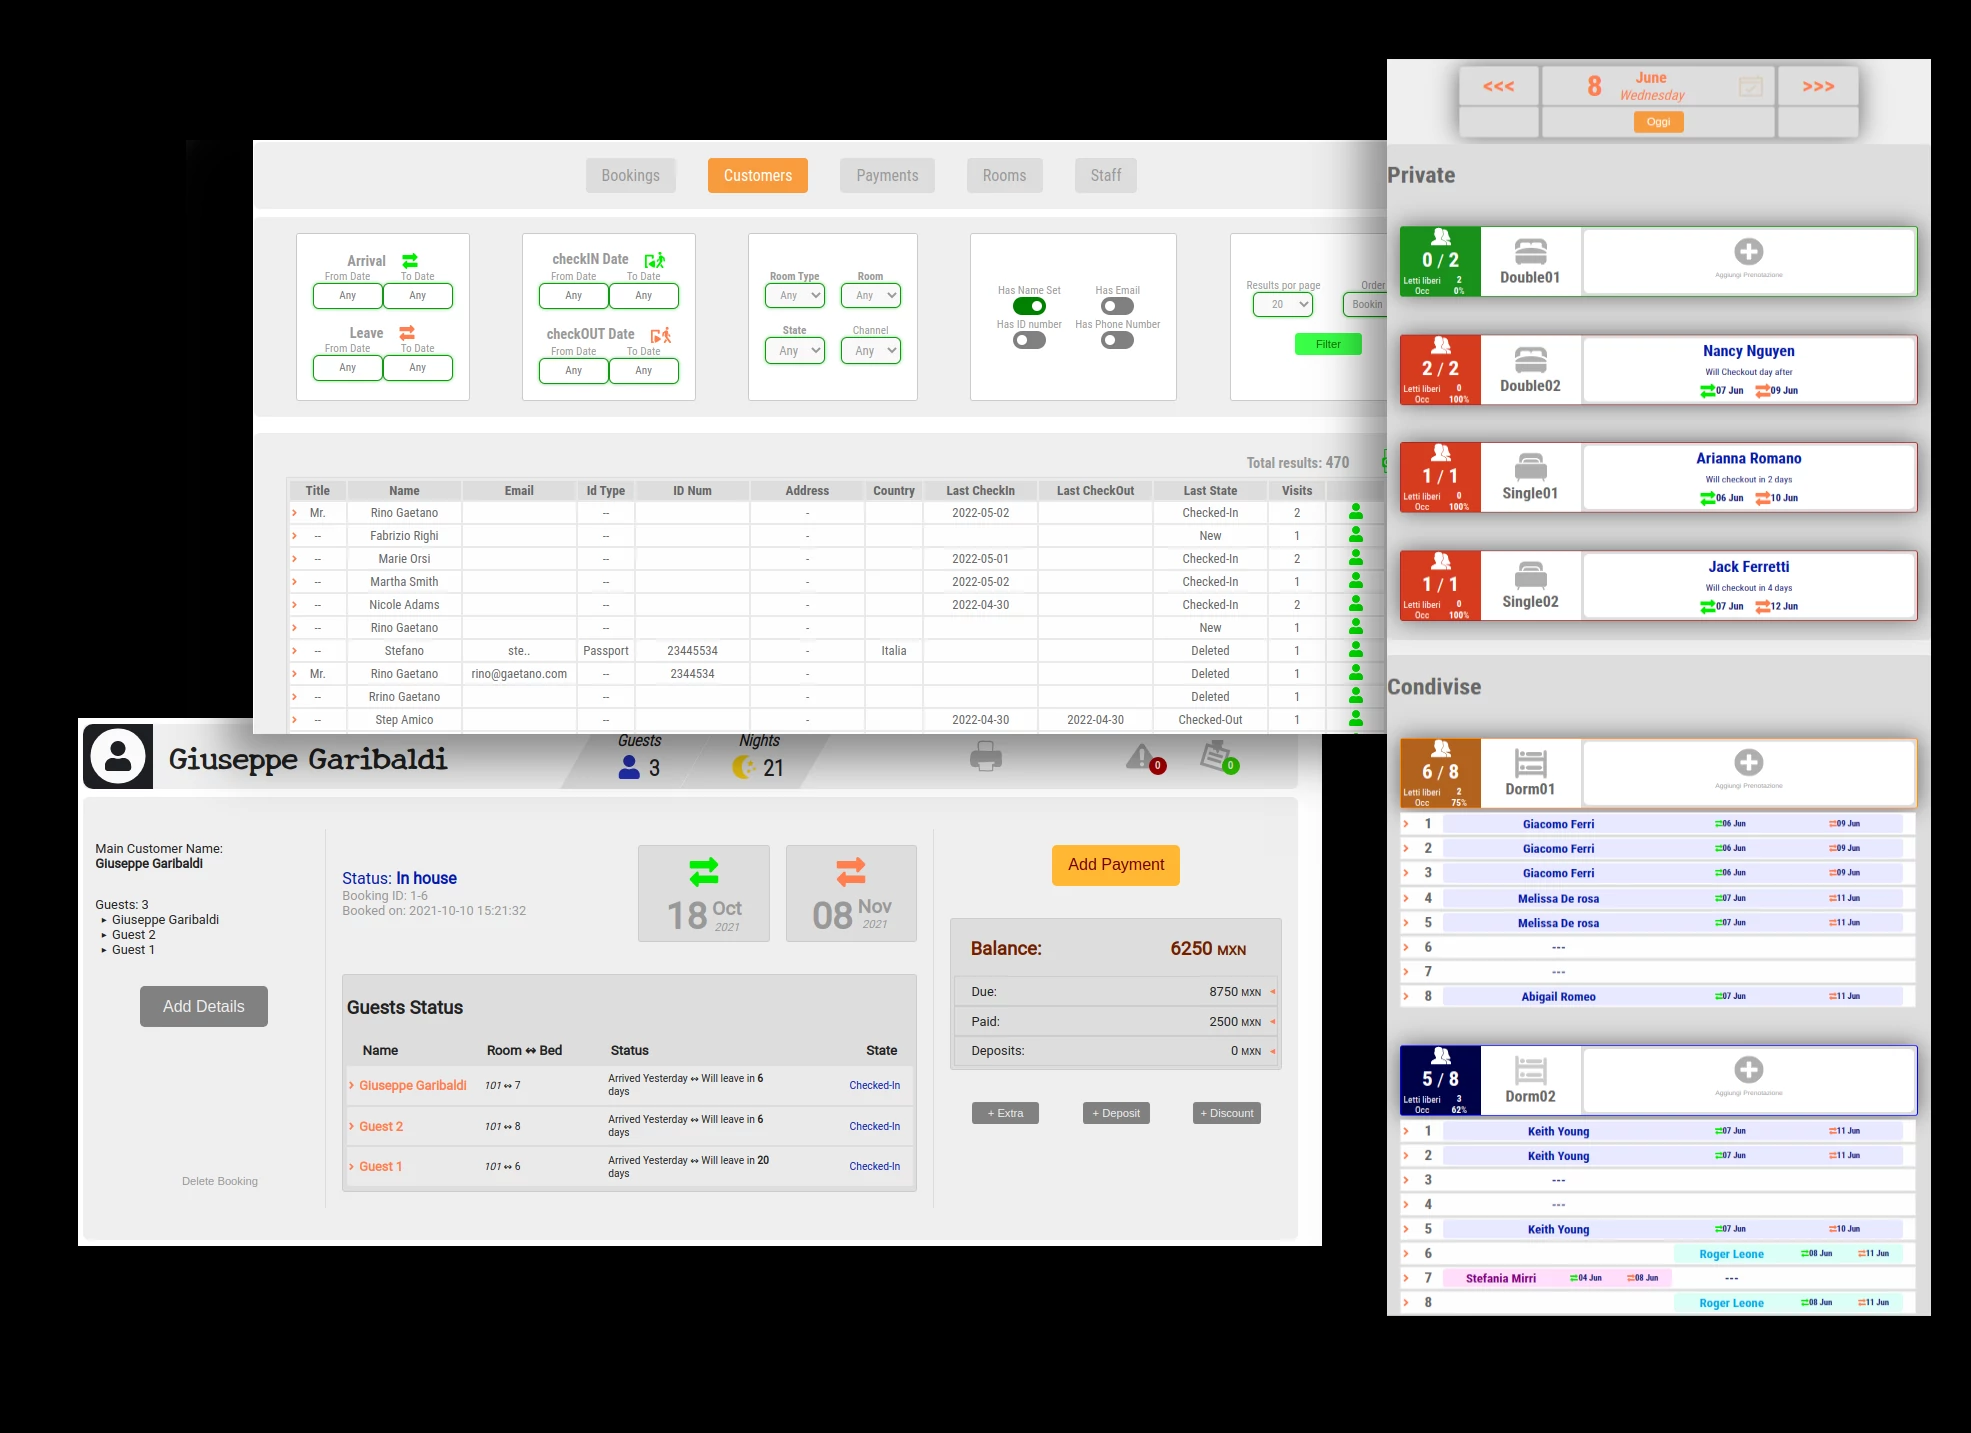 Bookings Customers Payments Rooms Staff
Arrival
From Date To Date
Any Any
Leave
From Date To Date
Any Any
checkIN Date
From Date To Date
Any Any
checkOUT Date
From Date To Date
Any Any
Room Type Room
Any Any
State Channel
Any Any
Has Name Set Has Email
Has ID number Has Phone Number
Results per page Order
20 Bookin
Filter
Total results: 470
Title Name Email Id Type ID Num Address Country Last CheckIn Last CheckOut Last State Visits
Mr. Rino Gaetano -- - 2022-05-02 Checked-In 2
-- Fabrizio Righi -- - New 1
-- Marie Orsi -- - 2022-05-01 Checked-In 2
-- Martha Smith -- - 2022-05-02 Checked-In 1
-- Nicole Adams -- - 2022-04-30 Checked-In 2
-- Rino Gaetano -- - New 1
-- Stefano ste.. Passport 23445534 - Italia Deleted 1
Mr. Rino Gaetano rino@gaetano.com -- 2344534 - Deleted 1
-- Rrino Gaetano -- - Deleted 1
-- Step Amico -- - 2022-04-30 2022-04-30 Checked-Out 1
Giuseppe Garibaldi
Guests
3
Nights
21
0
0
Main Customer Name:
Giuseppe Garibaldi
Guests: 3
Giuseppe Garibaldi
Guest 2
Guest 1
Add Details
Delete Booking
Status: In house
Booking ID: 1-6
Booked on: 2021-10-10 15:21:32
18 Oct
2021
08 Nov
2021
Guests Status
Name Room ↔ Bed Status State
Giuseppe Garibaldi 101 ↔ 7 Arrived Yesterday ↔ Will leave in 6 Checked-In
days
Guest 2 101 ↔ 8 Arrived Yesterday ↔ Will leave in 6 Checked-In
days
Guest 1 101 ↔ 6 Arrived Yesterday ↔ Will leave in 20 Checked-In
days
Add Payment
Balance: 6250 MXN
Due: 8750 MXN
Paid: 2500 MXN
Deposits: 0 MXN
+ Extra + Deposit + Discount
<<< 8 June >>>
Wednesday
Oggi
Private
0 / 2
Letti liberi 2
Occ 0%
Double01
Aggiungi Prenotazione
2 / 2
Letti liberi 0
Occ 100%
Double02
Nancy Nguyen
Will Checkout day after
07 Jun 09 Jun
1 / 1
Letti liberi 0
Occ 100%
Single01
Arianna Romano
Will checkout in 2 days
06 Jun 10 Jun
1 / 1
Letti liberi 0
Occ 100%
Single02
Jack Ferretti
Will checkout in 4 days
07 Jun 12 Jun
Condivise
6 / 8
Letti liberi 2
Occ 75%
Dorm01
Aggiungi Prenotazione
1 Giacomo Ferri 06 Jun 09 Jun
2 Giacomo Ferri 06 Jun 09 Jun
3 Giacomo Ferri 06 Jun 09 Jun
4 Melissa De rosa 07 Jun 11 Jun
5 Melissa De rosa 07 Jun 11 Jun
6 ---
7 ---
8 Abigail Romeo 07 Jun 11 Jun
5 / 8
Letti liberi 3
Occ 62%
Dorm02
Aggiungi Prenotazione
1 Keith Young 07 Jun 11 Jun
2 Keith Young 07 Jun 11 Jun
3 ---
4 ---
5 Keith Young 07 Jun 10 Jun
6 Roger Leone 08 Jun 11 Jun
7 Stefania Mirri 04 Jun 08 Jun ---
8 Roger Leone 08 Jun 11 Jun